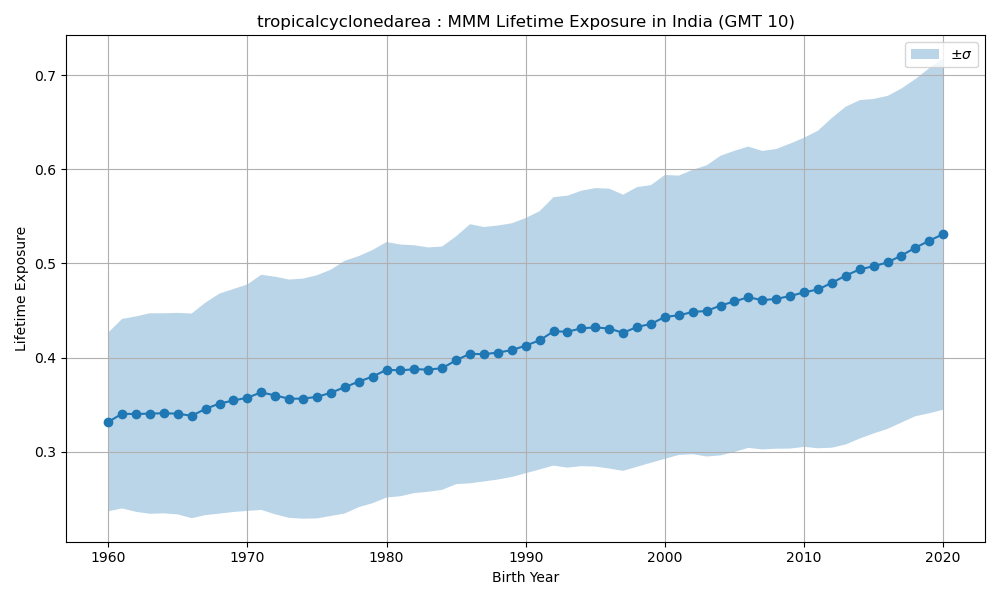 tropicalcyclonedarea : MMM Lifetime Exposure in India (GMT 10)
±σ
Lifetime Exposure
0.7
0.6
0.5
0.4
0.3
1960 1970 1980 1990 2000 2010 2020
Birth Year